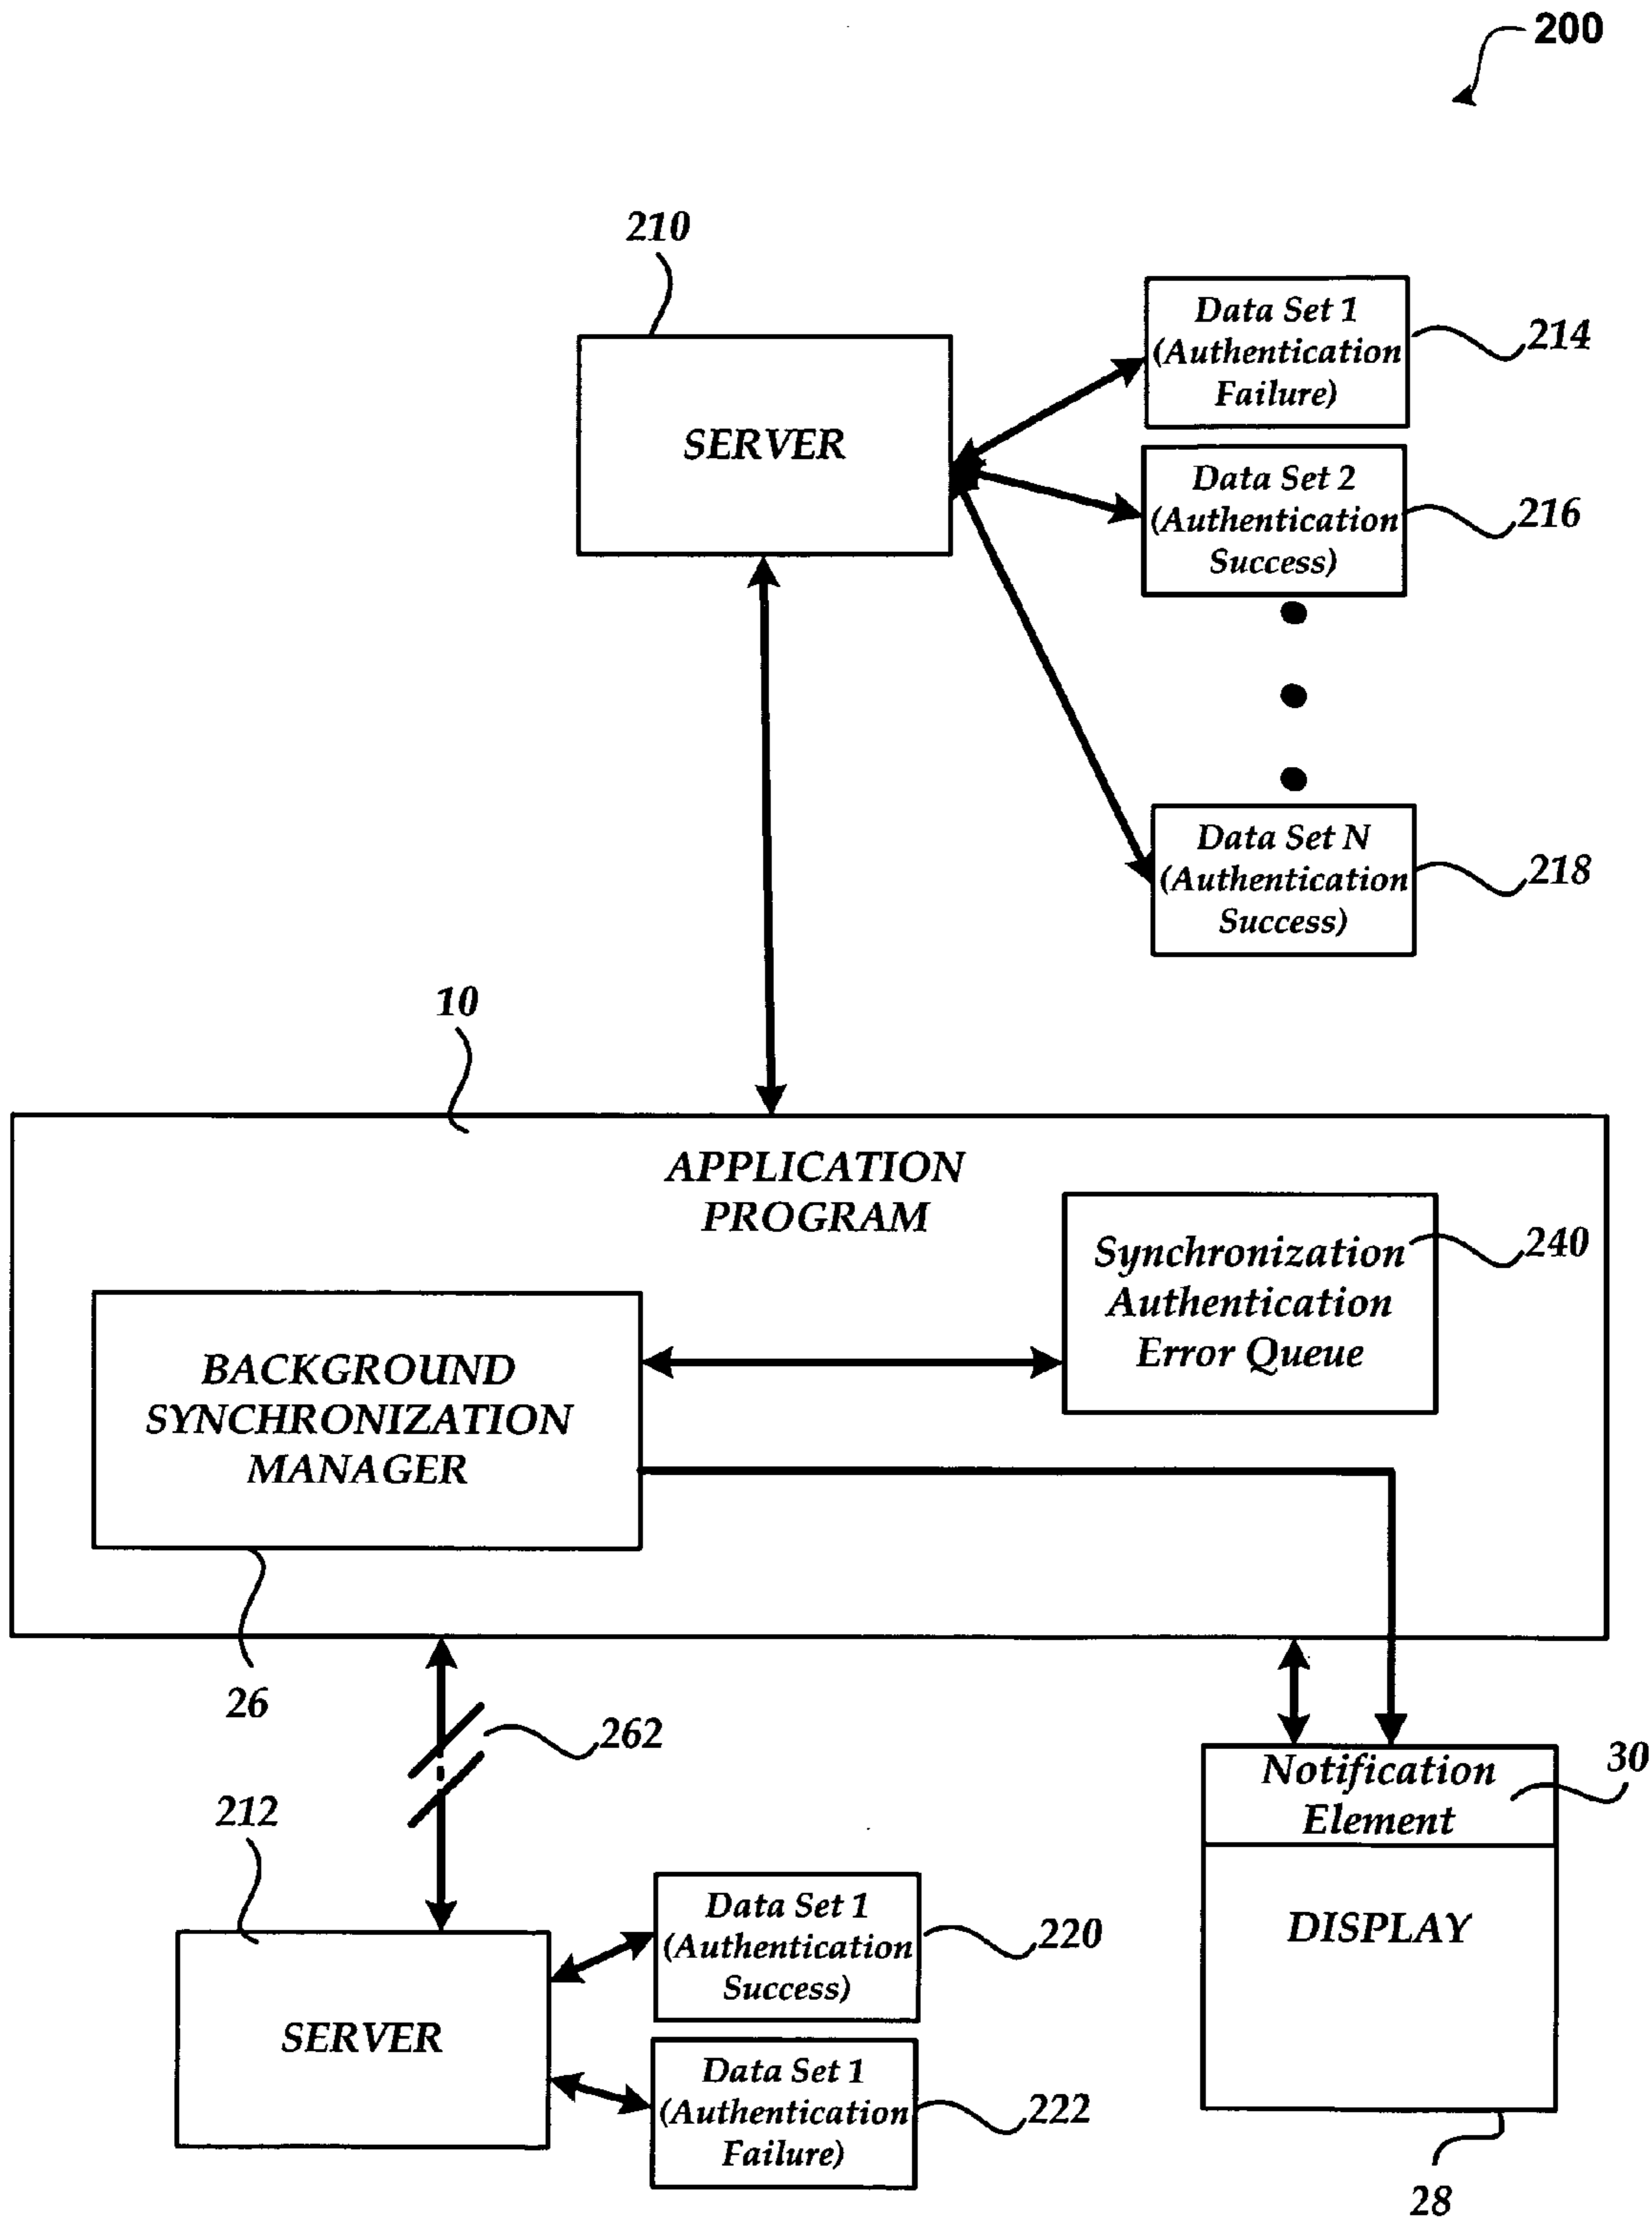 200
210
SERVER
Data Set 1
(Authentication
Failure)
214
Data Set 2
(Authentication
Success)
216
Data Set N
(Authentication
Success)
218
10
APPLICATION
PROGRAM
Synchronization
Authentication
Error Queue
240
BACKGROUND
SYNCHRONIZATION
MANAGER
26
262
212
SERVER
Data Set 1
(Authentication
Success)
220
Data Set 1
(Authentication
Failure)
222
Notification
Element
30
DISPLAY
28